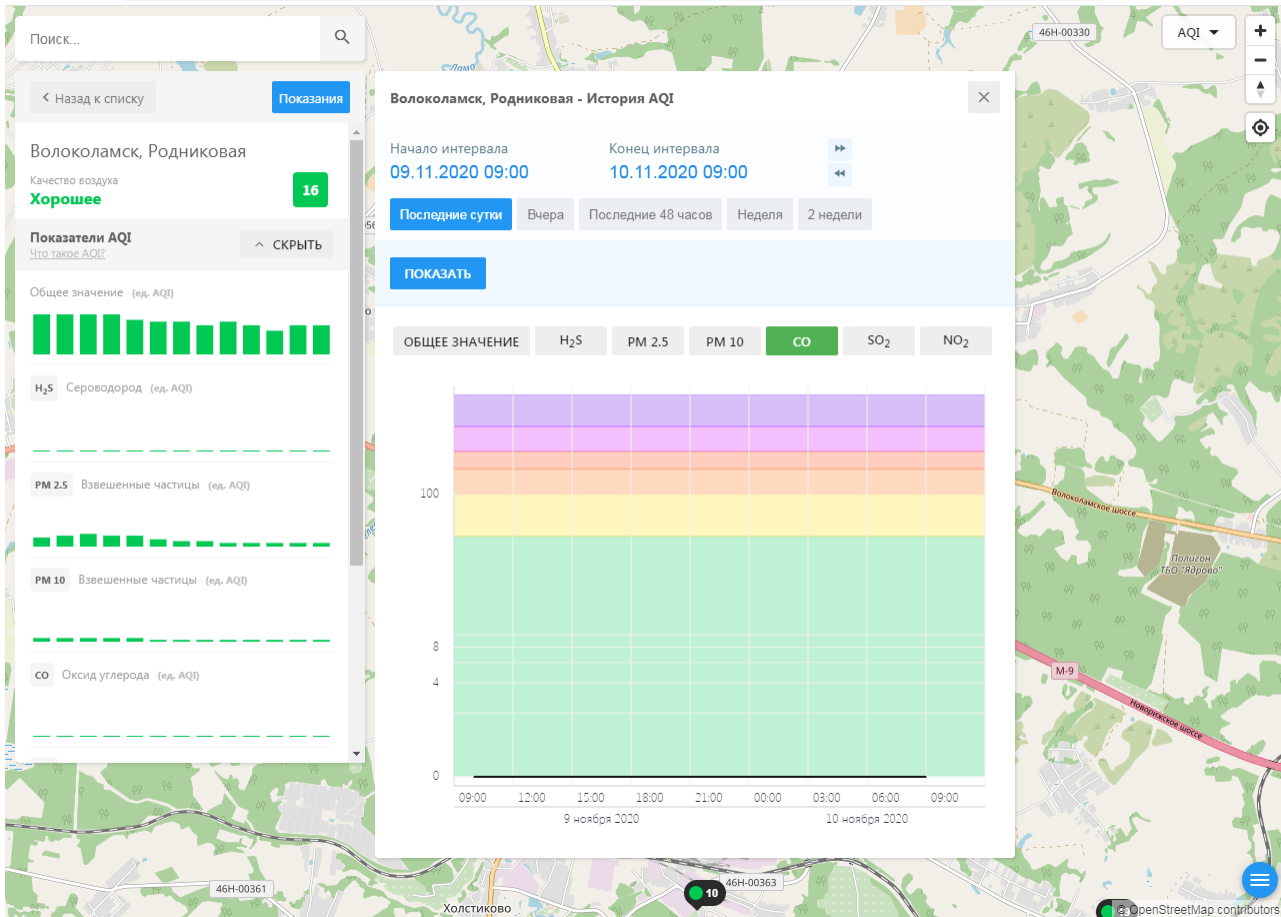 Поиск...
46Н-00330
AQI
Ламо
Назад к списку
Показания
Волоколамск, Родниковая - История AQI
Волоколамск, Родниковая
Качество воздуха
Хорошее
16
Начало интервала
Конец интервала
09.11.2020 09:00
10.11.2020 09:00
Последние сутки
Вчера
Последние 48 часов
Неделя
2 недели
Показатели AQI
Что такое AQI?
СКРЫТЬ
ПОКАЗАТЬ
Общее значение (ед. AQI)
ОБЩЕЕ ЗНАЧЕНИЕ
H2S
PM 2.5
PM 10
CO
SO2
NO2
H2S Сероводород (ед. AQI)
PM 2.5 Взвешенные частицы (ед. AQI)
PM 10 Взвешенные частицы (ед. AQI)
CO Оксид углерода (ед. AQI)
100
8
4
0
09:00
12:00
15:00
18:00
21:00
00:00
03:00
06:00
09:00
9 ноября 2020
10 ноября 2020
Волоколамское шоссе
Полигон
ТБО "Ядрово"
М-9
Новорижское шоссе
46Н-00361
46Н-00363
10
Холстиково
© OpenStreetMap contributors